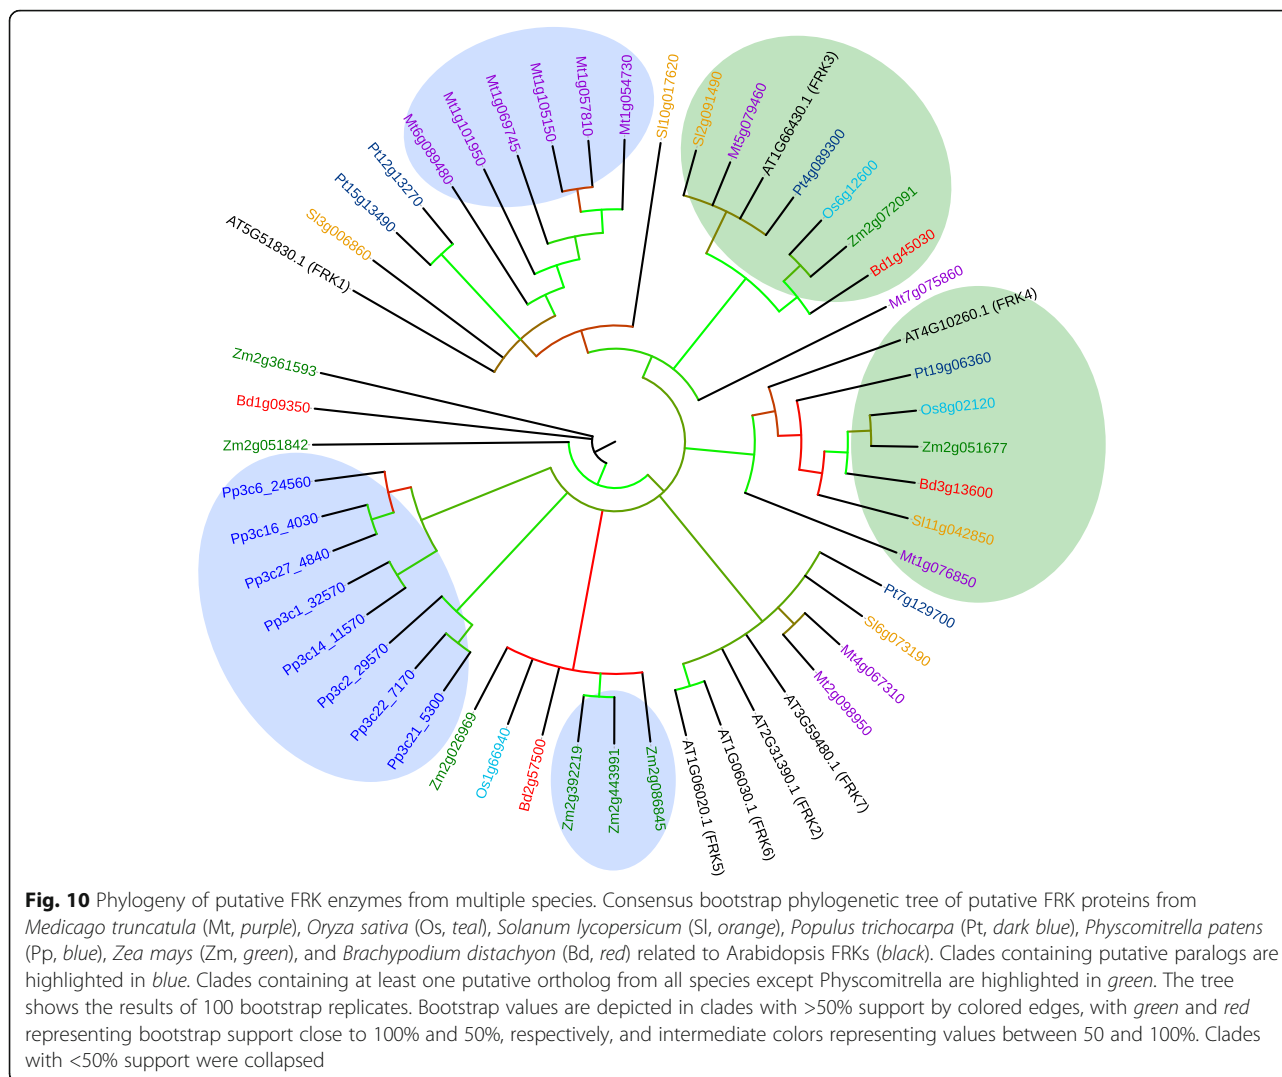 Mt6g089480
Mt1g101950
Mt1g069745
Mt1g105150
Mt1g057810
Mt1g054730
Sl10g017620
Sl2g091490
Mt5g079460
AT1G66430.1 (FRK3)
Pt4g089300
Os6g12600
Zm2g072091
Bd1g45030
Mt7g075860
AT4G10260.1 (FRK4)
Pt19g06360
Os8g02120
Zm2g051677
Bd3g13600
Sl11g042850
Mt1g076850
Pt7g129700
Sl6g073190
Mt4g067310
Mt2g098950
AT3G59480.1 (FRK7)
AT2G31390.1 (FRK2)
AT1G06030.1 (FRK6)
AT1G06020.1 (FRK5)
Zm2g086845
Zm2g443991
Zm2g392219
Bd2g57500
Os1g66940
Zm2g026969
Pp3c21_5300
Pp3c22_7170
Pp3c2_29570
Pp3c14_11570
Pp3c1_32570
Pp3c27_4840
Pp3c16_4030
Pp3c6_24560
Zm2g051842
Bd1g09350
Zm2g361593
AT5G51830.1 (FRK1)
Sl3g006860
Pt15g13490
Pt12g13270
Fig. 10 Phylogeny of putative FRK enzymes from multiple species. Consensus bootstrap phylogenetic tree of putative FRK proteins from
Medicago truncatula (Mt, purple), Oryza sativa (Os, teal), Solanum lycopersicum (Sl, orange), Populus trichocarpa (Pt, dark blue), Physcomitrella patens
(Pp, blue), Zea mays (Zm, green), and Brachypodium distachyon (Bd, red) related to Arabidopsis FRKs (black). Clades containing putative paralogs are
highlighted in blue. Clades containing at least one putative ortholog from all species except Physcomitrella are highlighted in green. The tree
shows the results of 100 bootstrap replicates. Bootstrap values are depicted in clades with >50% support by colored edges, with green and red
representing bootstrap support close to 100% and 50%, respectively, and intermediate colors representing values between 50 and 100%. Clades
with <50% support were collapsed